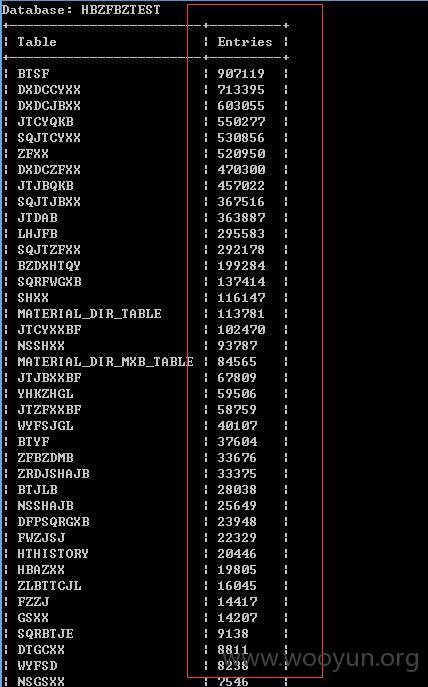 Database: HBZFBZTEST
| Table | Entries |
| BTSF | 907119 |
| DXDCCYXX | 713395 |
| DXDCJBXX | 603055 |
| JTCYQKB | 550277 |
| SQJTCYXX | 530856 |
| ZFXX | 520950 |
| DXDCZFXX | 470300 |
| JTJBQKB | 457022 |
| SQJTJBXX | 367516 |
| JTDAB | 363887 |
| LHJFB | 295583 |
| SQJTZFXX | 292178 |
| BZDXHTQY | 199284 |
| SQRFWGXB | 137414 |
| SHXX | 116147 |
| MATERIAL_DIR_TABLE | 113781 |
| JTCYXXBF | 102470 |
| NSSHXX | 93787 |
| MATERIAL_DIR_MXB_TABLE | 84565 |
| JTJBXXBF | 67809 |
| YHKZHGL | 59506 |
| JTZFXXBF | 58759 |
| WYFSJGL | 40107 |
| BTYF | 37604 |
| ZFBZDMB | 33676 |
| ZRDJSHAJB | 33375 |
| BTJLB | 28038 |
| NSSHAJB | 25649 |
| DFPSQRGXB | 23948 |
| FWZJSJ | 22329 |
| HTHISTORY | 20446 |
| HBAZXX | 19805 |
| ZLBTTCJL | 16045 |
| FZZJ | 14417 |
| GSXX | 14207 |
| SQRBTJE | 9138 |
| DTGCXX | 8811 |
| WYFSD | 8238 |
| NSGSXX | 7546 |
www.wooyun.org